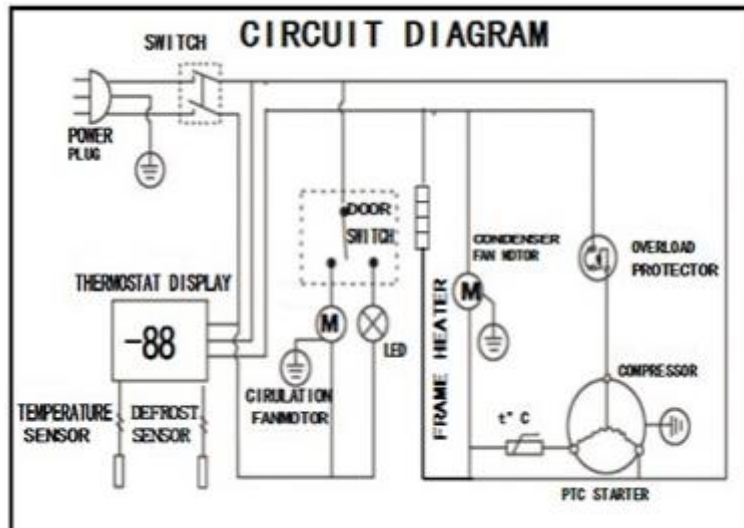 CIRCUIT DIAGRAM
SWITCH
POWER
PLUG
DOOR
SWITCH
CONDENSER
FAN MOTOR
OVERLOAD
PROTECTOR
THERMOSTAT DISPLAY
-88
M
M
LED
CIRULATION
FANMOTOR
FRAME HEATER
COMPRESSOR
TEMPERATURE
SENSOR
DEFROST
SENSOR
t° C
PTC STARTER